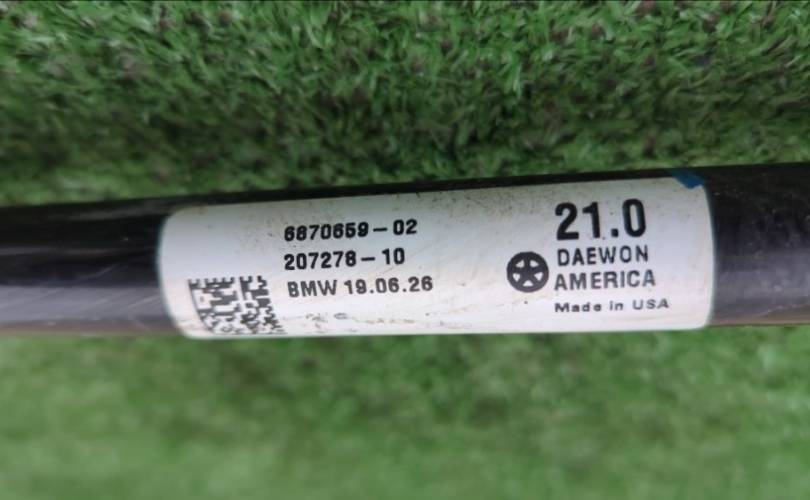 6870659-02
207278-10
BMW 19.06.26
21.0
DAEWON
AMERICA
Made in USA